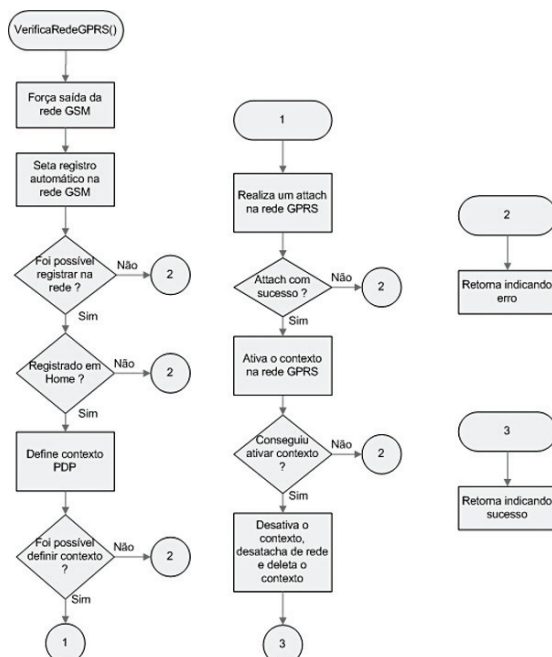 VerificaRedeGPRS()
Força saída da
rede GSM
Seta registro
automático na
rede GSM
Foi possível
registrar na
rede ?
Não
2
Sim
Registrado em
Home ?
Não
2
Sim
Define contexto
PDP
Foi possível
definir contexto
?
Não
2
Sim
1
1
Realiza um attach
na rede GPRS
Attach com
sucesso ?
Não
2
Sim
Ativa o contexto
na rede GPRS
Conseguiu
ativar contexto
?
Não
2
Sim
Desativa o
contexto,
desatacha de rede
e deleta o
contexto
3
2
Retorna indicando
erro
3
Retorna indicando
sucesso